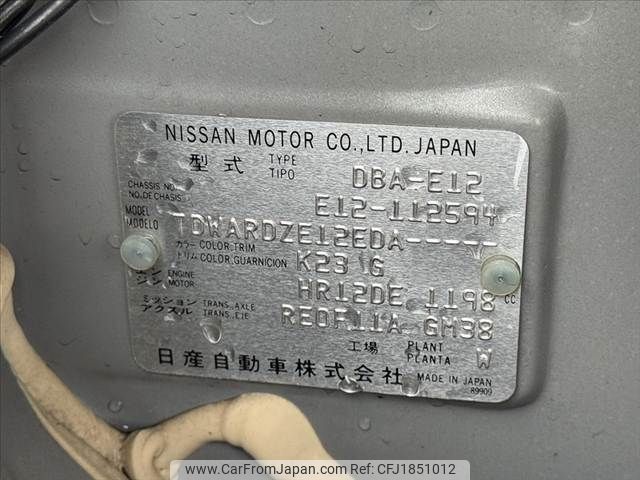 NISSAN MOTOR CO.,LTD. JAPAN
型式 TYPE TIPO DBA-E12
CHASSIS NO. NO.DE CHASIS E12-112594
MODEL MODELO TDWARDZE12EDA-----
カラー COLOR,TRIM トリム COLOR,GUARNICION K23 G
エンジン ENGINE MOTOR HR12DE 1198 CC
ミッション TRANS. AXLE アクスル TRANS. EJE RE0F11A GM38
工場 PLANT PLANTA W
日産自動車株式会社 MADE IN JAPAN
89909
www.CarFromJapan.com - Ref No: CFJ1851012